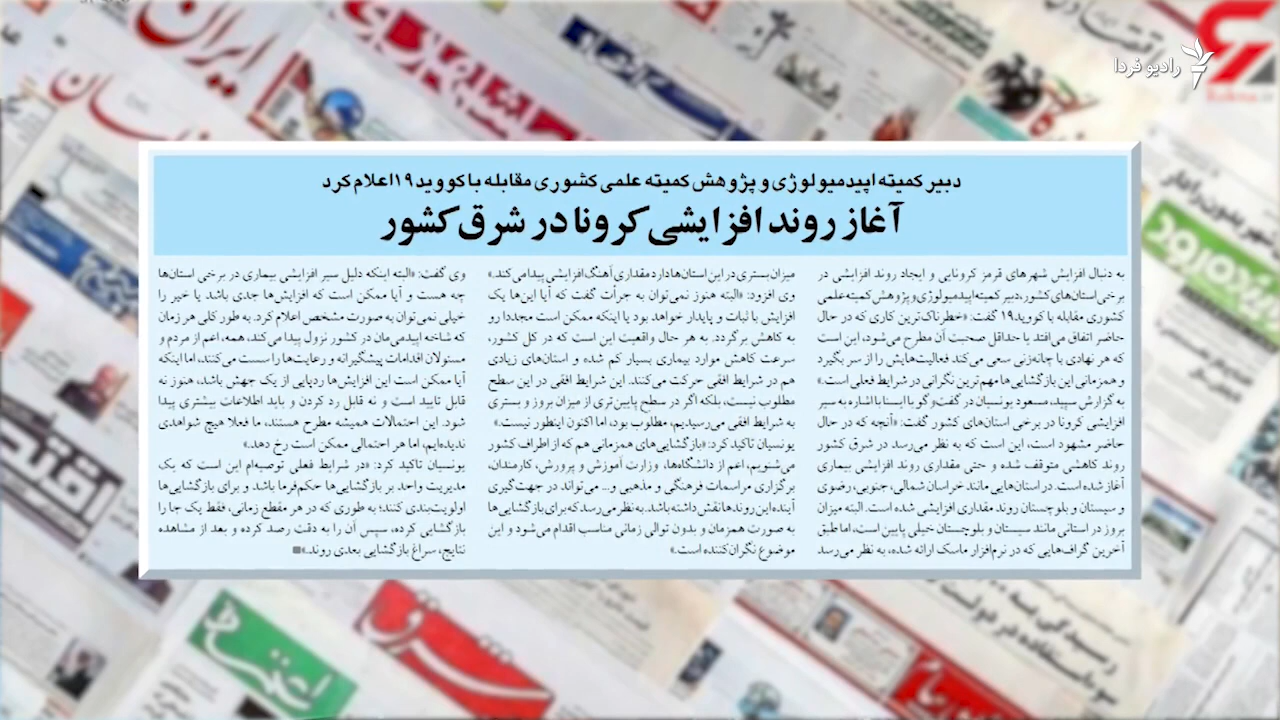 رادیو فردا
ایران
اعتماد
شرق
رسیدگی به
سوءاستفاده در دولت
دبیر کمیته اپیدمیولوژی و پژوهش کمیته علمی کشوری مقابله با کووید ۱۹ اعلام کرد
آغاز روند افزایشی کرونا در شرق کشور
به دنبال افزایش شهرهای قرمز کرونایی و ایجاد روند افزایشی در
برخی استان‌های کشور، دبیر کمیته اپیدمیولوژی و پژوهش کمیته علمی
کشوری مقابله با کووید۱۹ گفت: «خطرناک‌ترین کاری که در حال
حاضر اتفاق می‌افتد یا حداقل صحبت آن مطرح می‌شود، این است
که هر نهادی با چانه‌زنی سعی می‌کند فعالیت‌هایش را از سر بگیرد
و همزمانی این بازگشایی‌ها مهم‌ترین نگرانی در شرایط فعلی است.»
به گزارش سپید، مسعود یونسیان در گفت‌وگو با ایسنا با اشاره به سیر
افزایشی کرونا در برخی استان‌های کشور گفت: «آنچه که در حال
حاضر مشهود است، این است که به نظر می‌رسد در شرق کشور
روند کاهشی متوقف شده و حتی مقداری روند افزایشی بیماری
آغاز شده است. در استان‌هایی مانند خراسان شمالی، جنوبی، رضوی
و سیستان و بلوچستان روند مقداری افزایشی شده است. البته میزان
بروز در استانی مانند سیستان و بلوچستان خیلی پایین است، اما طبق
آخرین گراف‌هایی که در نرم‌افزار ماسک ارائه شده، به نظر می‌رسد
میزان بستری در این استان‌ها دارد مقداری آهنگ افزایشی پیدا می‌کند.»
وی افزود: «البته هنوز نمی‌توان به جرأت گفت که آیا این‌ها یک
افزایش با ثبات و پایدار خواهد بود یا اینکه ممکن است مجددا رو
به کاهش برگردد. به هر حال واقعیت این است که در کل کشور،
سرعت کاهش موارد بیماری بسیار کم شده و استان‌های زیادی
هم در شرایط افقی حرکت می‌کنند. این شرایط افقی در این سطح
مطلوب نیست، بلکه اگر در سطح پایین‌تری از میزان بروز و بستری
به شرایط افقی می‌رسیدیم، مطلوب بود، اما اکنون اینطور نیست.»
یونسیان تاکید کرد: «بازگشایی‌های همزمانی هم که از اطراف کشور
می‌شنویم، اعم از دانشگاه‌ها، وزارت آموزش و پرورش، کارمندان،
برگزاری مراسمات فرهنگی و مذهبی و... می‌تواند در جهت‌گیری
آینده این روندها نقش داشته باشد. به نظر می‌رسد که برای بازگشایی‌ها
به صورت همزمان و بدون توالی زمانی مناسب اقدام می‌شود و این
موضوع نگران‌کننده است.»
وی گفت: «البته اینکه دلیل سیر افزایشی بیماری در برخی استان‌ها
چه هست و آیا ممکن است که افزایش‌ها جدی باشد یا خیر را
خیلی نمی‌توان به صورت مشخص اعلام کرد. به طور کلی هر زمان
که شاخه اپیدمی‌مان در کشور نزول پیدا می‌کند، همه، اعم از مردم و
مسئولان اقدامات پیشگیرانه و رعایت‌ها را سست می‌کنند، اما اینکه
آیا ممکن است این افزایش‌ها ردپایی از یک جهش باشد، هنوز نه
قابل تایید است و نه قابل رد کردن و باید اطلاعات بیشتری پیدا
شود. این احتمالات همیشه مطرح هستند، ما فعلا هیچ شواهدی
ندیده‌ایم، اما هر احتمالی ممکن است رخ دهد.»
یونسیان تاکید کرد: «در شرایط فعلی توصیه‌ام این است که یک
مدیریت واحد بر بازگشایی‌ها حکم‌فرما باشد و برای بازگشایی‌ها
اولویت‌بندی کنند؛ به طوری که در هر مقطع زمانی، فقط یک جا را
بازگشایی کرده، سپس آن را به دقت رصد کرده و بعد از مشاهده
نتایج، سراغ بازگشایی بعدی روند.»